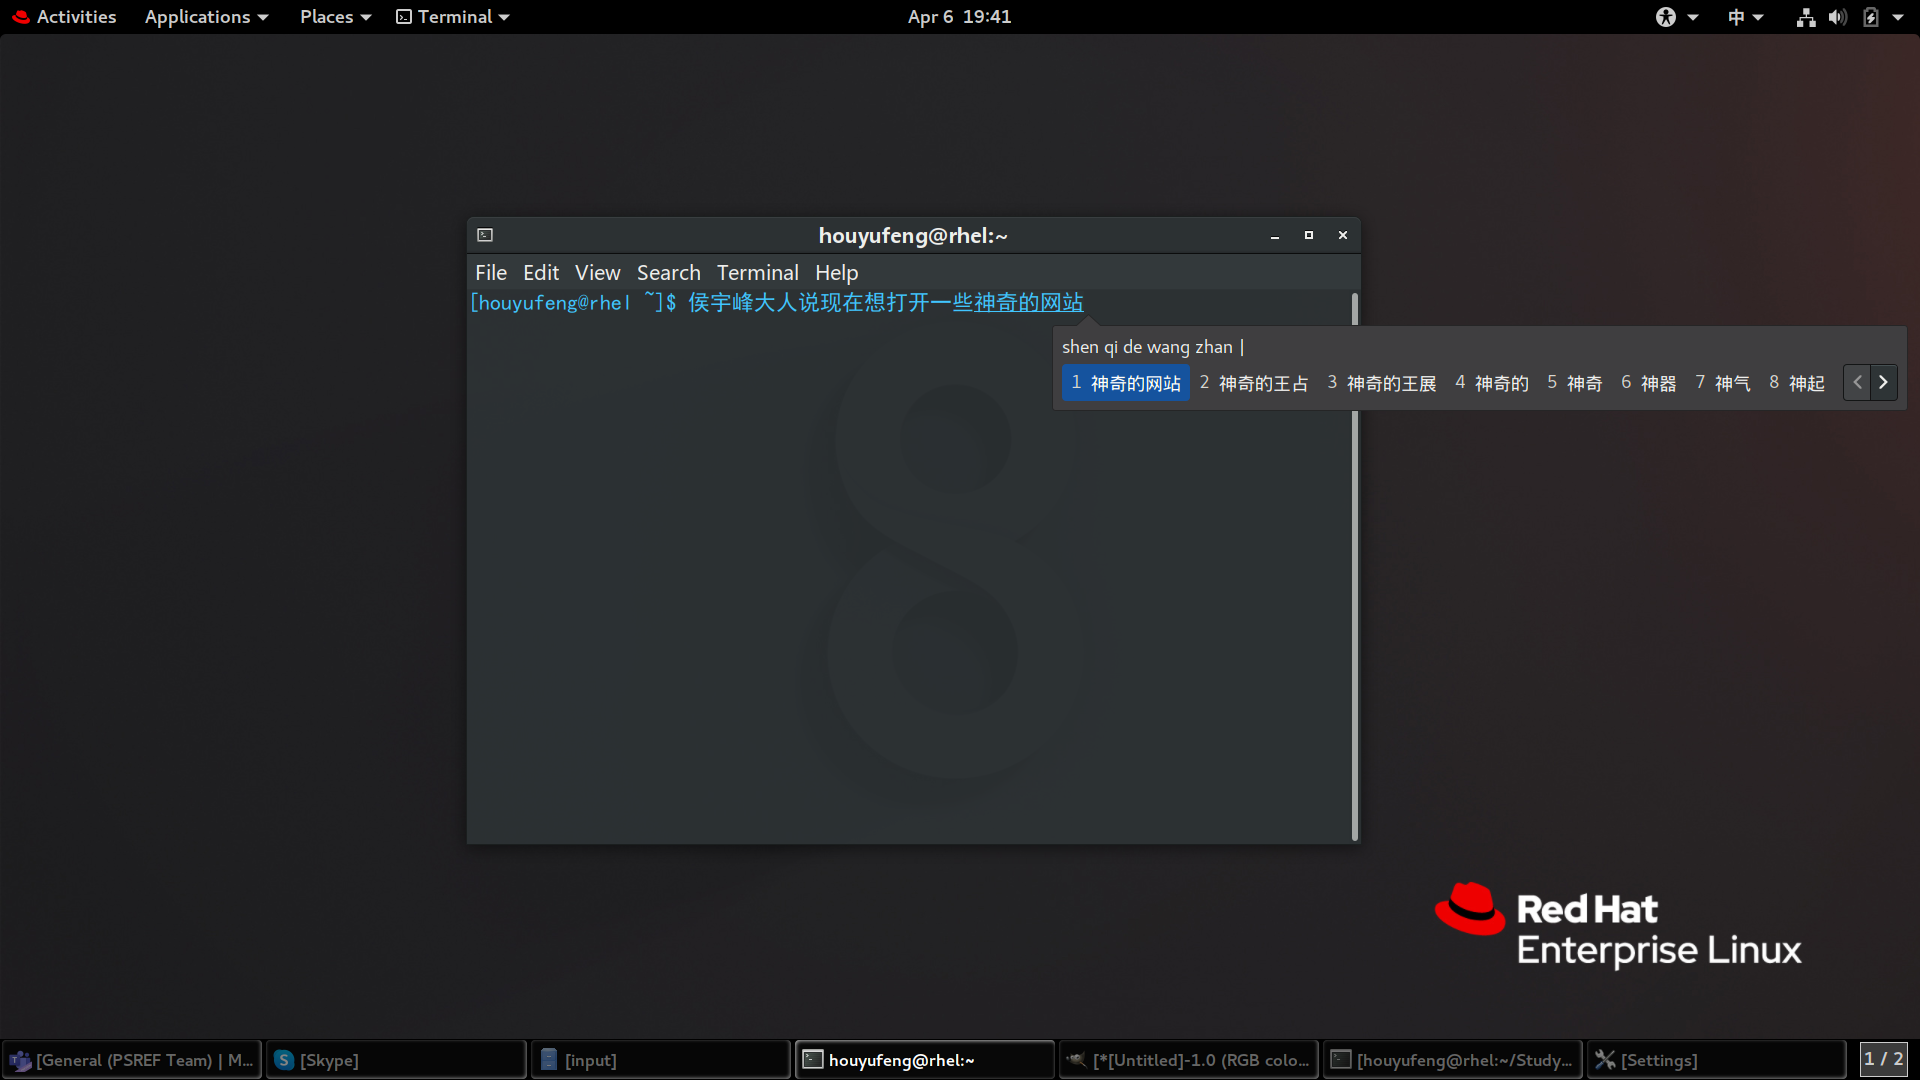 Activities Applications Places Terminal Apr 6 19:41 中
houyufeng@rhel:~
File Edit View Search Terminal Help
[houyufeng@rhel ~]$ 侯宇峰大人说现在想打开一些神奇的网站
shen qi de wang zhan |
1 神奇的网站 2 神奇的王占 3 神奇的王展 4 神奇的 5 神奇 6 神器 7 神气 8 神起
8
Red Hat
Enterprise Linux
[General (PSREF Team) | M... [Skype] [input] houyufeng@rhel:~ [*[Untitled]-1.0 (RGB colo... [houyufeng@rhel:~/Study... [Settings] 1 / 2